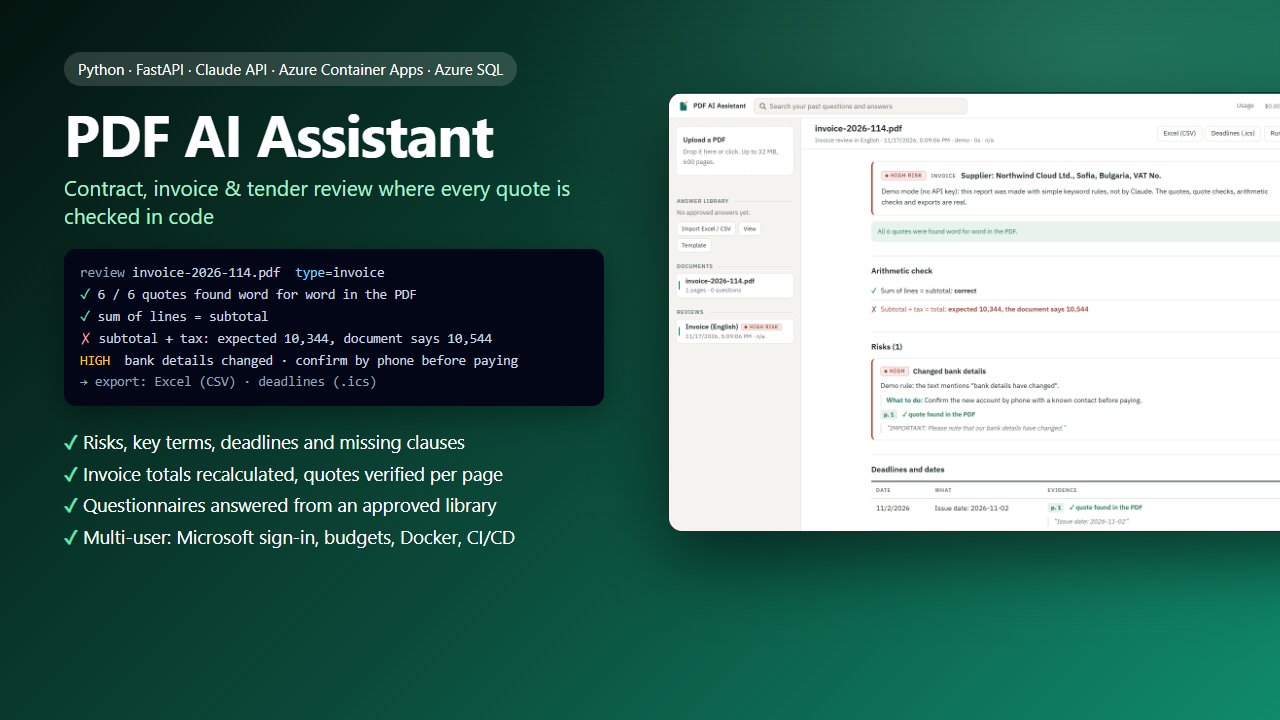 Python · FastAPI · Claude API · Azure Container Apps · Azure SQL
PDF AI Assistant
Contract, invoice & tender review where every quote is
checked in code
review invoice-2026-114.pdf  type=invoice
✓ 6 / 6 quotes found word for word in the PDF
✓ sum of lines = subtotal
✗ subtotal + tax: expected 10,344, document says 10,544
HIGH  bank details changed · confirm by phone before paying
→ export: Excel (CSV) · deadlines (.ics)
✓ Risks, key terms, deadlines and missing clauses
✓ Invoice totals recalculated, quotes verified per page
✓ Questionnaires answered from an approved library
✓ Multi-user: Microsoft sign-in, budgets, Docker, CI/CD
PDF AI Assistant
Search your past questions and answers
Usage
$0.00
Upload a PDF
Drop it here or click. Up to 32 MB,
600 pages.
ANSWER LIBRARY
No approved answers yet.
Import Excel / CSV
View
Template
DOCUMENTS
invoice-2026-114.pdf
1 pages · 0 questions
REVIEWS
Invoice (English)
HIGH RISK
11/17/2026, 5:09:06 PM · n/a
invoice-2026-114.pdf
Invoice review in English · 11/17/2026, 5:09:06 PM · demo · 0s · n/a
Excel (CSV)
Deadlines (.ics)
HIGH RISK
INVOICE
Supplier: Northwind Cloud Ltd., Sofia, Bulgaria, VAT No.
Demo mode (no API key): this report was made with simple keyword rules, not by Claude. The quotes, quote checks, arithmetic
checks and exports are real.
All 6 quotes were found word for word in the PDF.
Arithmetic check
✓ Sum of lines = subtotal: correct
✗ Subtotal + tax = total: expected 10,344, the document says 10,544
Risks (1)
HIGH
Changed bank details
Demo rule: the text mentions "bank details have changed".
What to do: Confirm the new account by phone with a known contact before paying.
p. 1 ✓ quote found in the PDF
"IMPORTANT: Please note that our bank details have changed."
Deadlines and dates
DATE
WHAT
EVIDENCE
11/2/2026
Issue date: 2026-11-02
p. 1 ✓ quote found in the PDF
"Issue date: 2026-11-02"